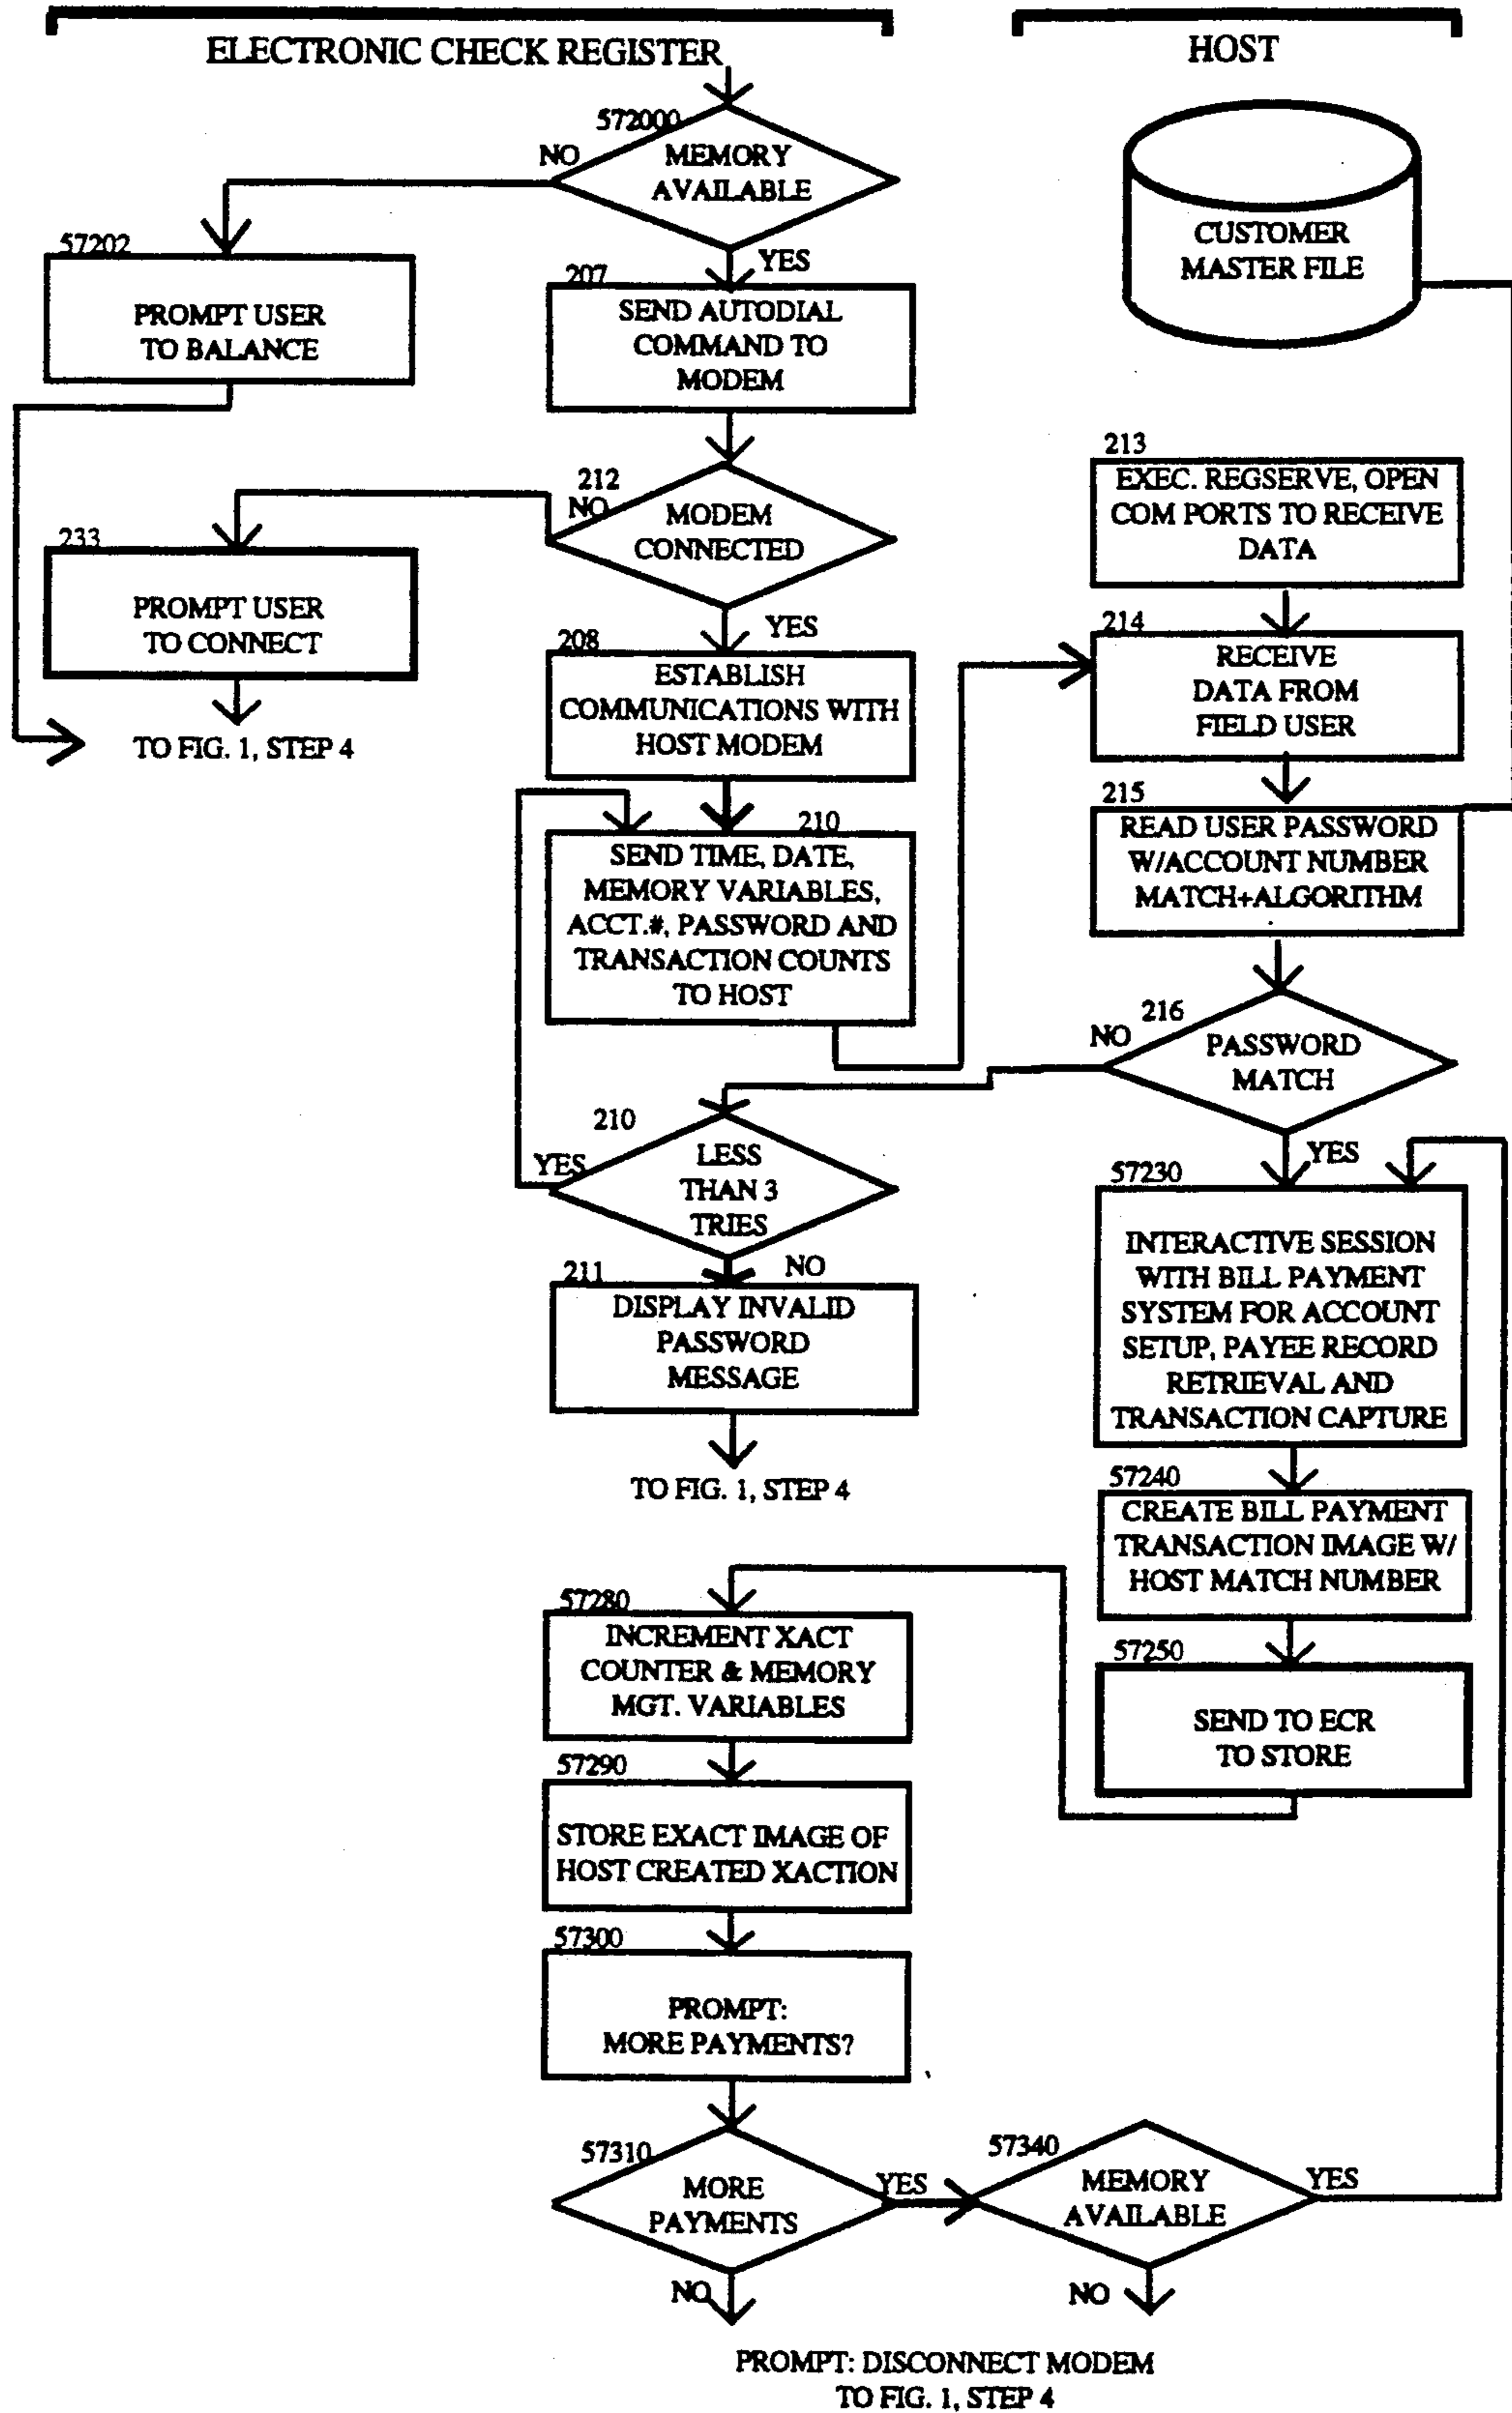 ELECTRONIC CHECK REGISTER
HOST
572000
NO
MEMORY
AVAILABLE
YES
CUSTOMER
MASTER FILE
57202
PROMPT USER
TO BALANCE
207
SEND AUTODIAL
COMMAND TO
MODEM
212
NO
MODEM
CONNECTED
YES
233
PROMPT USER
TO CONNECT
TO FIG. 1, STEP 4
213
EXEC. REGSERVE, OPEN
COM PORTS TO RECEIVE
DATA
208
ESTABLISH
COMMUNICATIONS WITH
HOST MODEM
214
RECEIVE
DATA FROM
FIELD USER
210
SEND TIME, DATE,
MEMORY VARIABLES,
ACCT.#, PASSWORD AND
TRANSACTION COUNTS
TO HOST
215
READ USER PASSWORD
W/ACCOUNT NUMBER
MATCH+ALGORITHM
216
NO
PASSWORD
MATCH
YES
210
YES
LESS
THAN 3
TRIES
NO
211
DISPLAY INVALID
PASSWORD
MESSAGE
TO FIG. 1, STEP 4
57230
INTERACTIVE SESSION
WITH BILL PAYMENT
SYSTEM FOR ACCOUNT
SETUP, PAYEE RECORD
RETRIEVAL AND
TRANSACTION CAPTURE
57240
CREATE BILL PAYMENT
TRANSACTION IMAGE W/
HOST MATCH NUMBER
57250
SEND TO ECR
TO STORE
57280
INCREMENT XACT
COUNTER & MEMORY
MGT. VARIABLES
57290
STORE EXACT IMAGE OF
HOST CREATED XACTION
57300
PROMPT:
MORE PAYMENTS?
57310
MORE
PAYMENTS
YES
NO
57340
MEMORY
AVAILABLE
YES
NO
PROMPT: DISCONNECT MODEM
TO FIG. 1, STEP 4